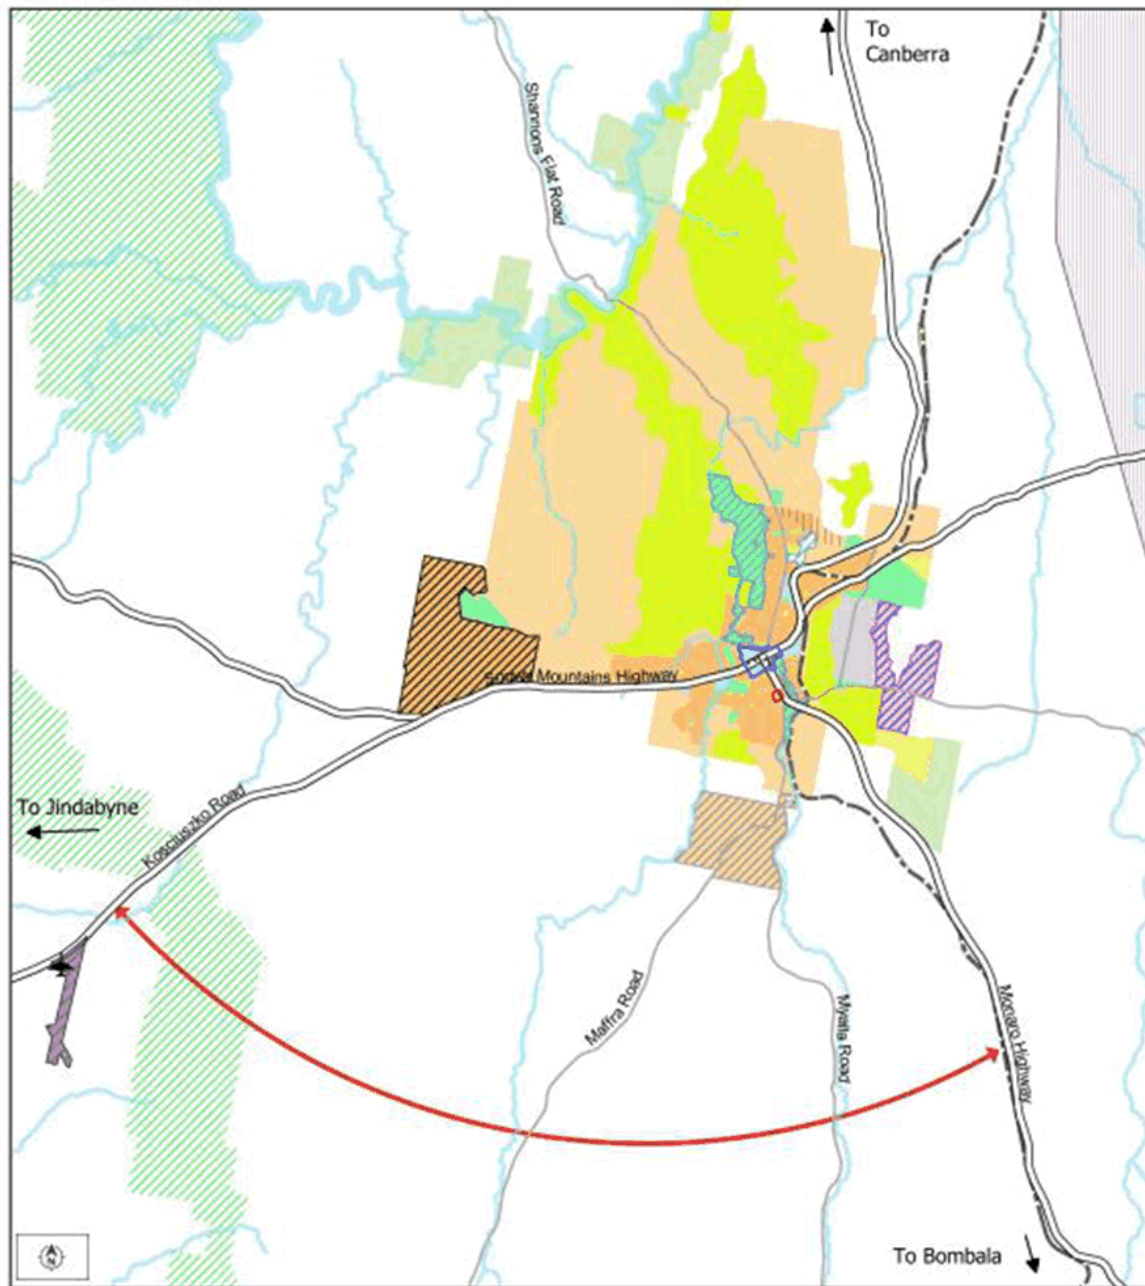 To
Canberra
Shannons Flat Road
Mountains Highway
To Jindabyne
Kosciuszko Road
Maffra Road
Myalla Road
Monaro Highway
To Bombala
N